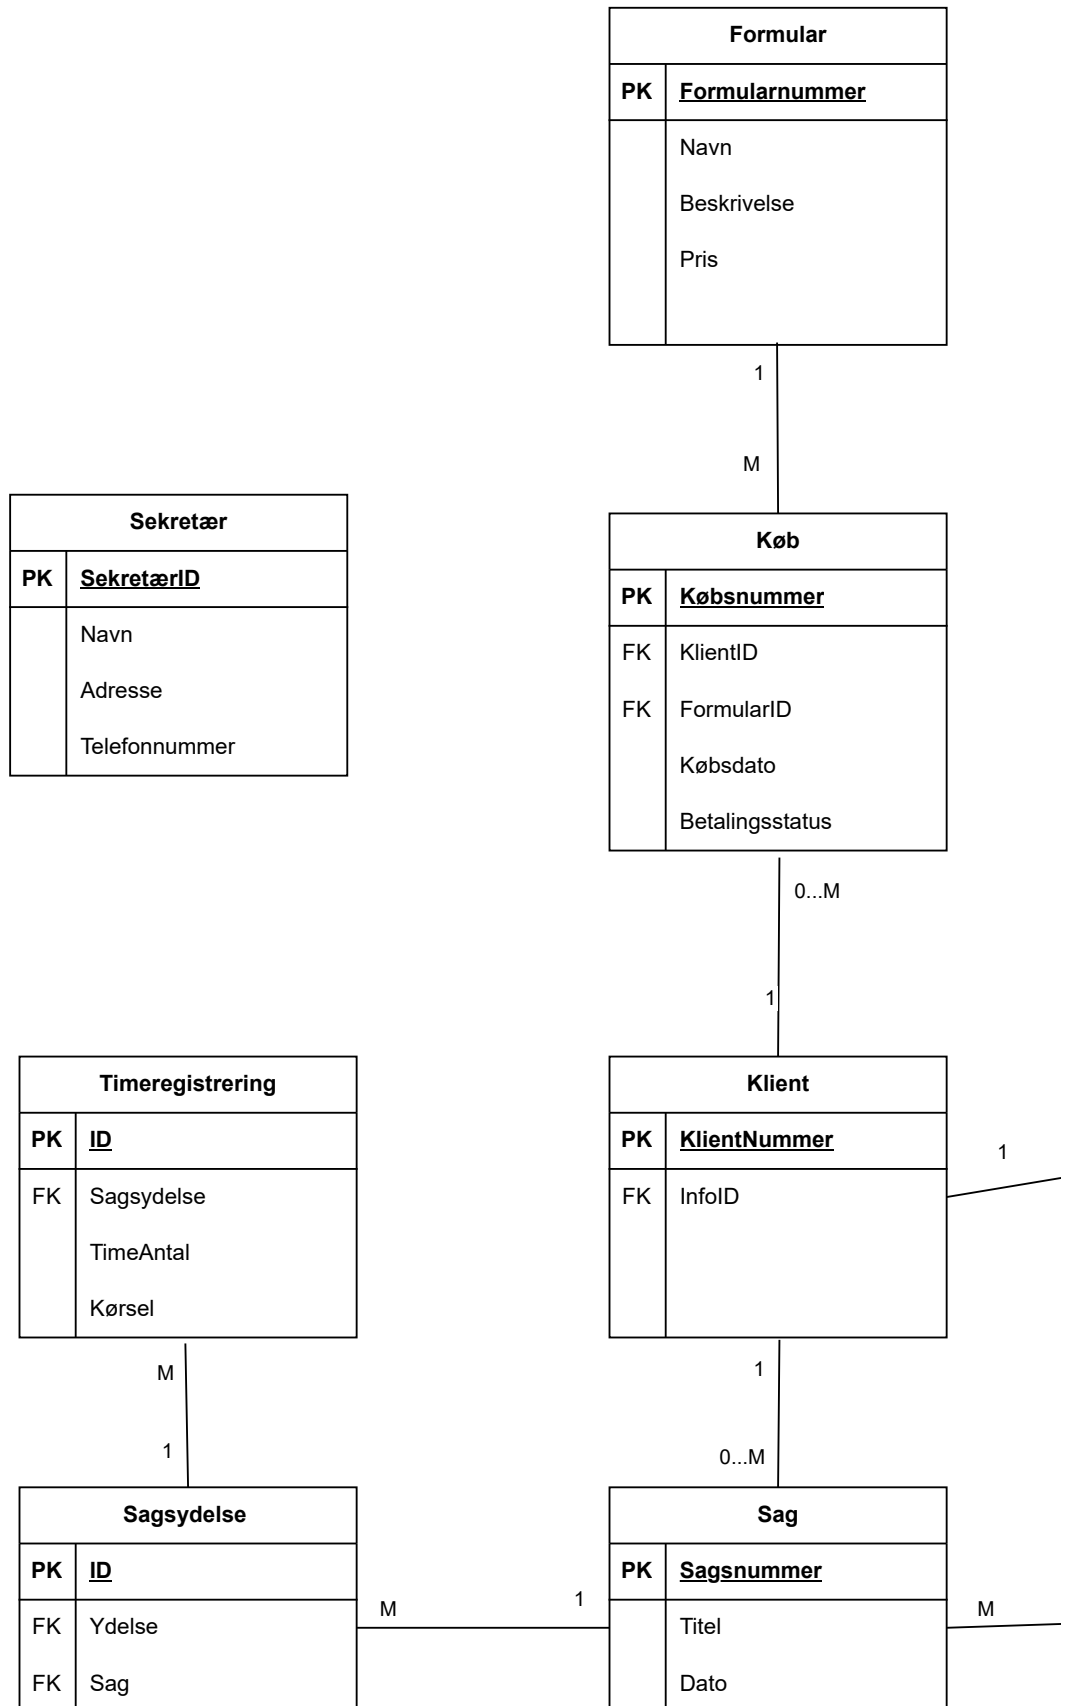 Formular
PK Formularnummer
Navn
Beskrivelse
Pris
1
M
Sekretær
PK SekretærID
Navn
Adresse
Telefonnummer
Køb
PK Købsnummer
FK KlientID
FK FormularID
Købsdato
Betalingsstatus
0...M
1
Timeregistrering
PK ID
FK Sagsydelse
TimeAntal
Kørsel
Klient
PK KlientNummer
FK InfoID
1
M
1
1
0...M
Sagsydelse
PK ID
FK Ydelse
FK Sag
M
1
Sag
PK Sagsnummer
Titel
Dato
M